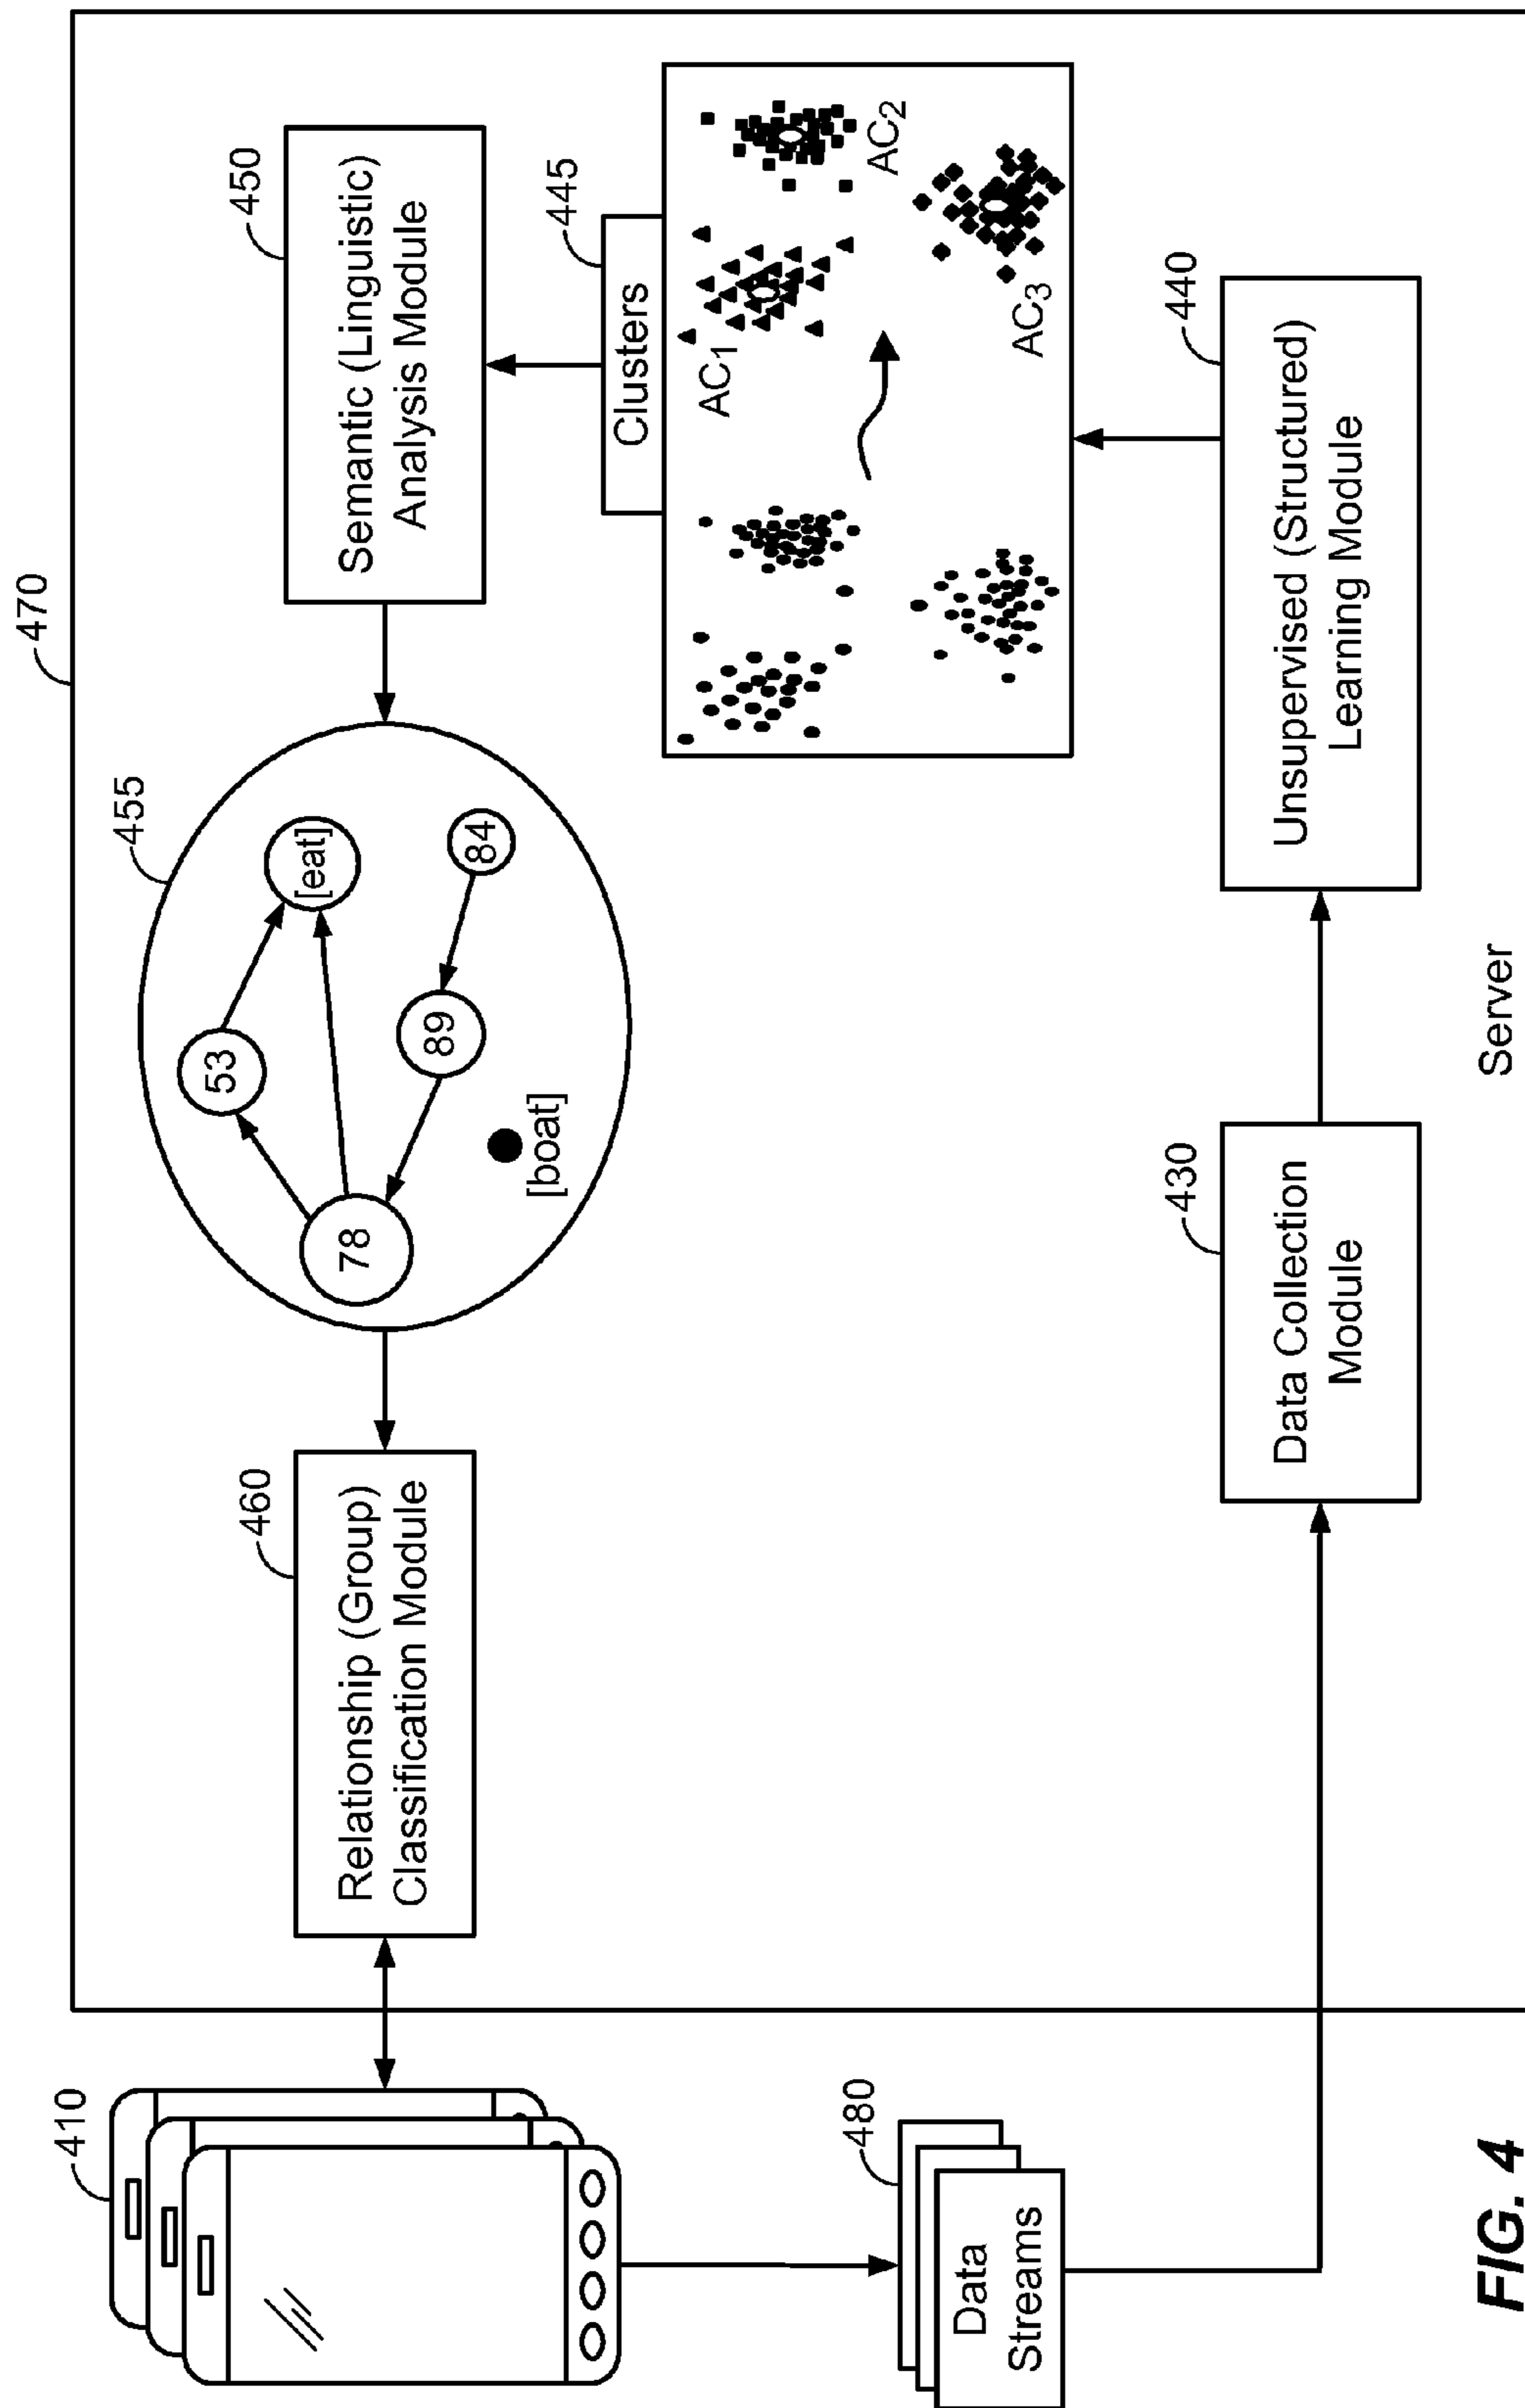 470
410
460
Relationship (Group)
Classification Module
455
78
53
[eat]
89
84
[boat]
450
Semantic (Linguistic)
Analysis Module
445
Clusters
AC1
AC2
AC3
480
Data
Streams
430
Data Collection
Module
440
Unsupervised (Structured)
Learning Module
Server
FIG. 4